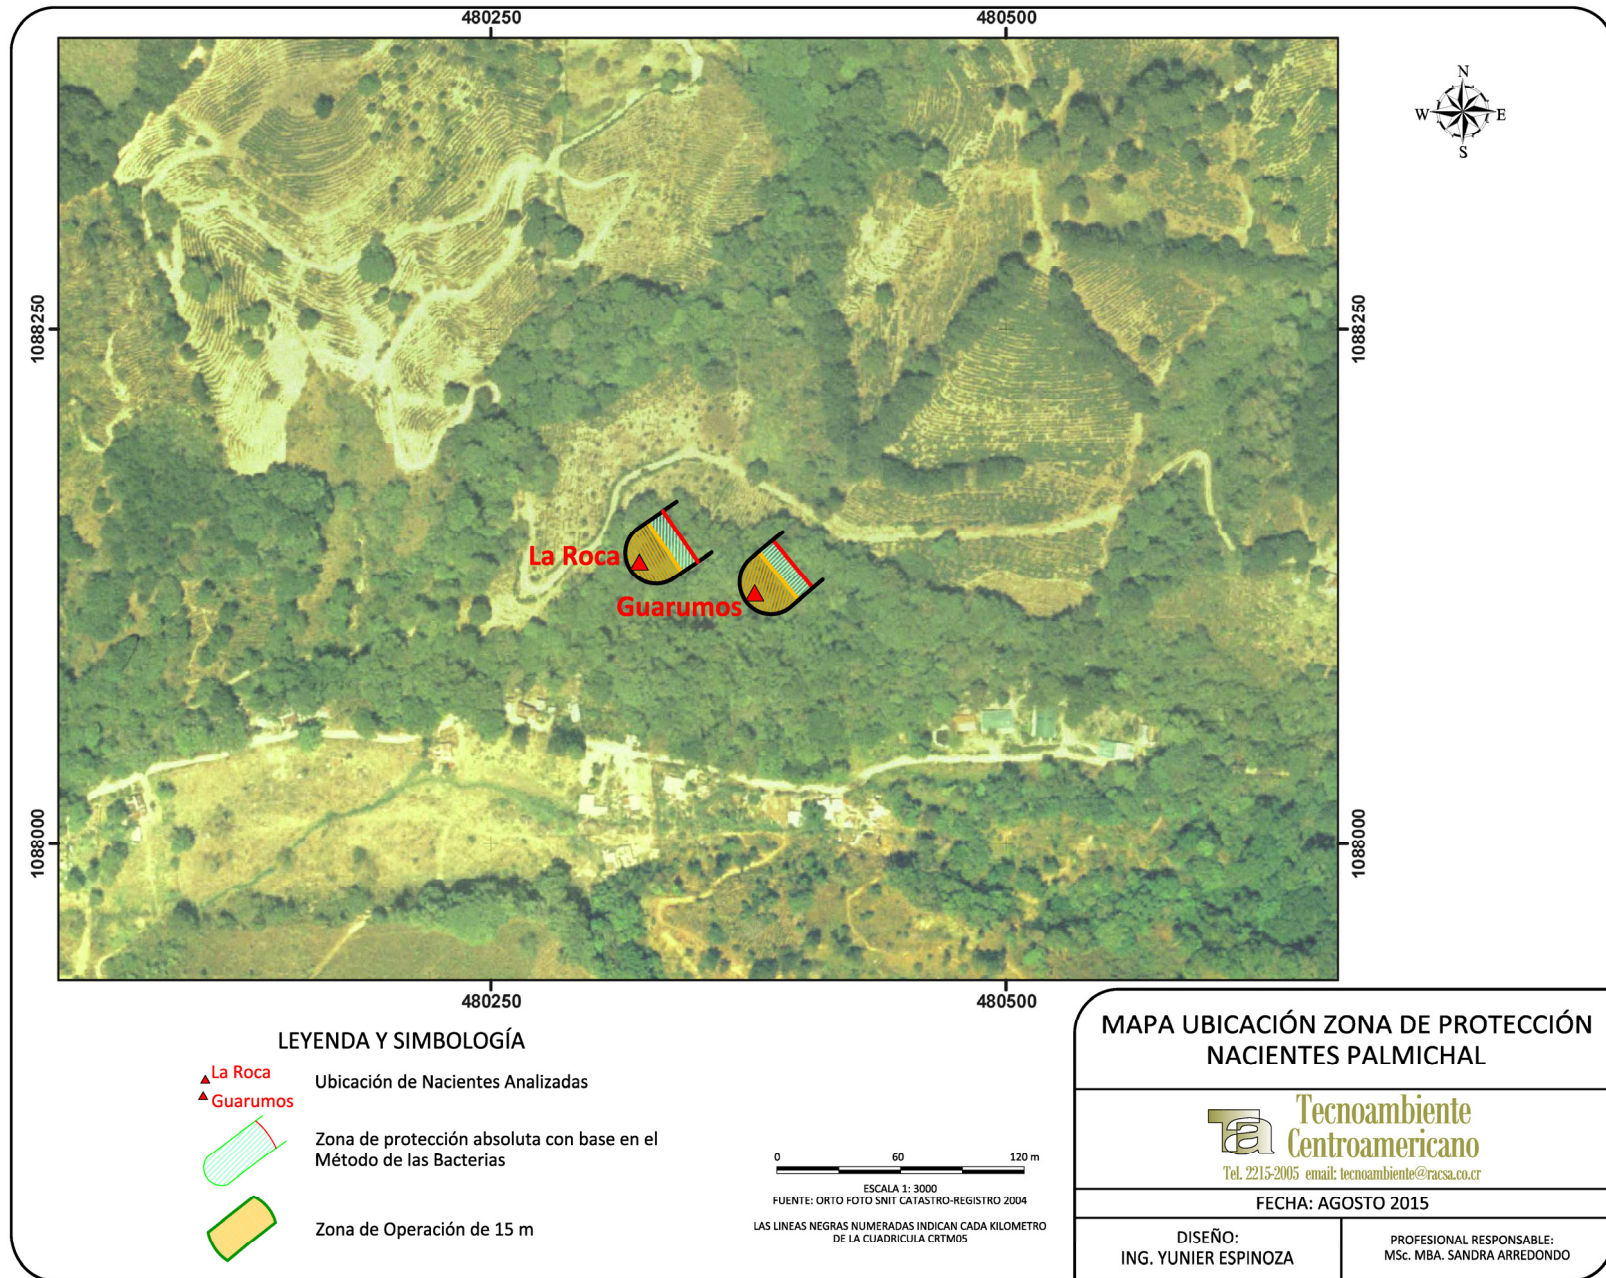 480250
480500
N
W
E
S
1088250
1088250
La Roca
Guarumos
1088000
1088000
480250
480500
LEYENDA Y SIMBOLOGÍA
La Roca
Guarumos
Ubicación de Nacientes Analizadas
Zona de protección absoluta con base en el
Método de las Bacterias
Zona de Operación de 15 m
0
60
120 m
ESCALA 1: 3000
FUENTE: ORTO FOTO SNIT CATASTRO-REGISTRO 2004
LAS LINEAS NEGRAS NUMERADAS INDICAN CADA KILOMETRO
DE LA CUADRICULA CRTM05
MAPA UBICACIÓN ZONA DE PROTECCIÓN
NACIENTES PALMICHAL
Ta
Tecnoambiente
Centroamericano
Tel. 2215-2005 email: tecnoambiente@racsa.co.cr
FECHA: AGOSTO 2015
DISEÑO:
ING. YUNIER ESPINOZA
PROFESIONAL RESPONSABLE:
MSc. MBA. SANDRA ARREDONDO